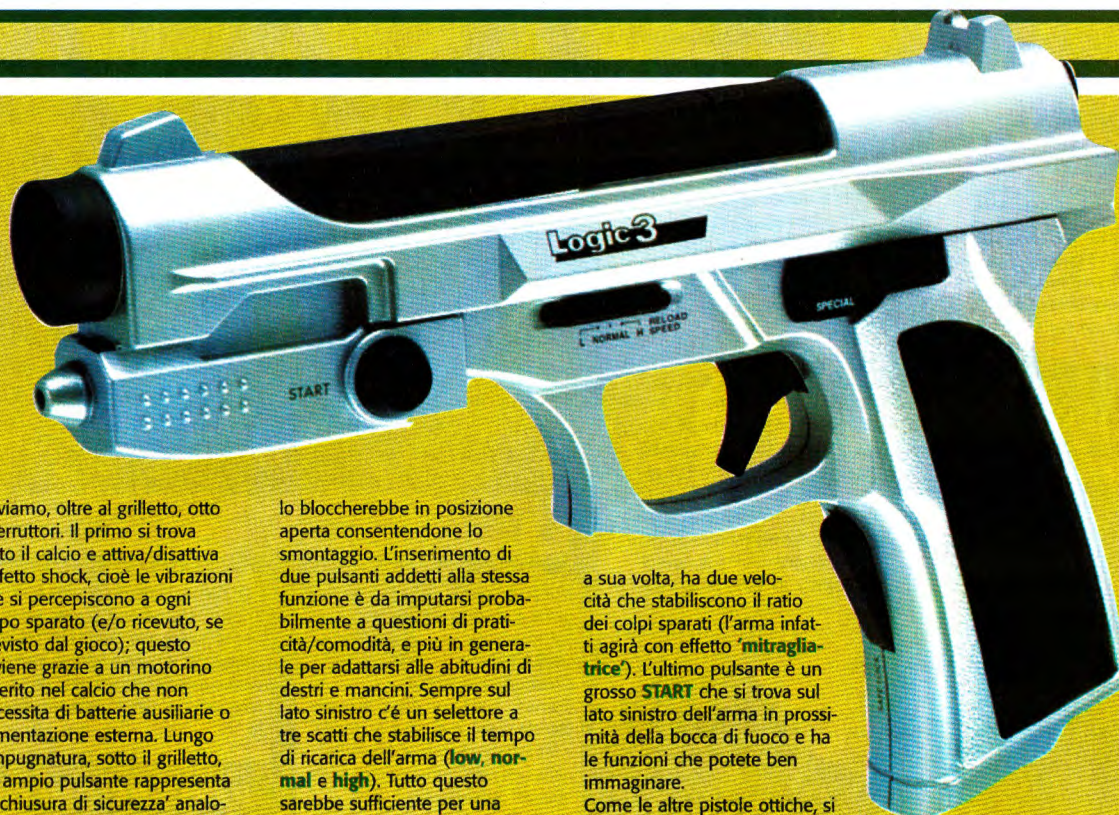 Logic 3
SPECIAL
RELOAD
L NORMAL H SPEED
START
viamo, oltre al grilletto, otto
erruttori. Il primo si trova
to il calcio e attiva/disattiva
fetto shock, cioè le vibrazioni
e si percepiscono a ogni
po sparato (e/o ricevuto, se
evisto dal gioco); questo
viene grazie a un motorino
erito nel calcio che non
cessita di batterie ausiliarie o
mentazione esterna. Lungo
mpugnatura, sotto il grilletto,
ampio pulsante rappresenta
chiusura di sicurezza' analo-
lo bloccherebbe in posizione
aperta consentendone lo
smontaggio. L'inserimento di
due pulsanti addetti alla stessa
funzione è da imputarsi proba-
bilmente a questioni di prati-
cità/comodità, e più in genera-
le per adattarsi alle abitudini di
destri e mancini. Sempre sul
lato sinistro c'é un selettore a
tre scatti che stabilisce il tempo
di ricarica dell'arma (low, nor-
mal e high). Tutto questo
sarebbe sufficiente per una
a sua volta, ha due velo-
cità che stabiliscono il ratio
dei colpi sparati (l'arma infat-
ti agirà con effetto 'mitraglia-
trice'). L'ultimo pulsante è un
grosso START che si trova sul
lato sinistro dell'arma in prossi-
mità della bocca di fuoco e ha
le funzioni che potete ben
immaginare.
Come le altre pistole ottiche, si